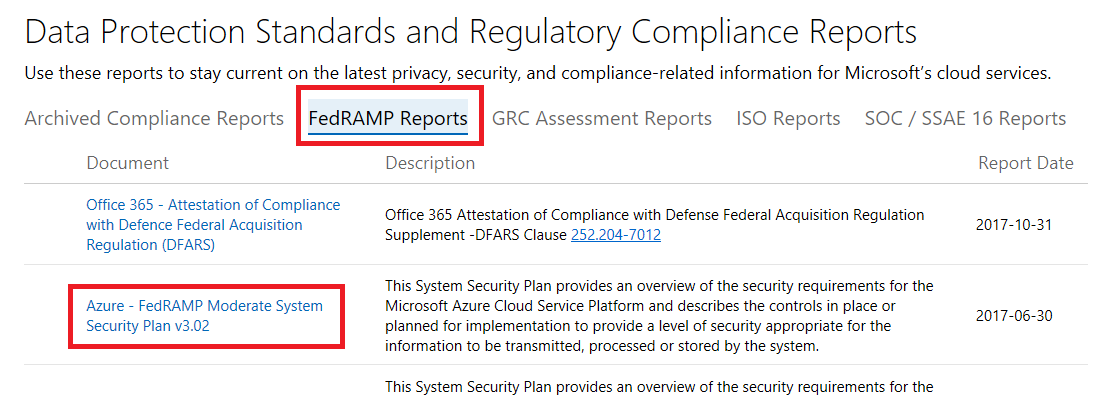 Data Protection Standards and Regulatory Compliance Reports
Use these reports to stay current on the latest privacy, security, and compliance-related information for Microsoft's cloud services.
Archived Compliance Reports FedRAMP Reports GRC Assessment Reports ISO Reports SOC / SSAE 16 Reports
Document Description Report Date
Office 365 - Attestation of Compliance
with Defence Federal Acquisition
Regulation (DFARS)
Office 365 Attestation of Compliance with Defense Federal Acquisition Regulation
Supplement -DFARS Clause 252.204-7012
2017-10-31
Azure - FedRAMP Moderate System
Security Plan v3.02
This System Security Plan provides an overview of the security requirements for the
Microsoft Azure Cloud Service Platform and describes the controls in place or
planned for implementation to provide a level of security appropriate for the
information to be transmitted, processed or stored by the system.
2017-06-30
This System Security Plan provides an overview of the security requirements for the